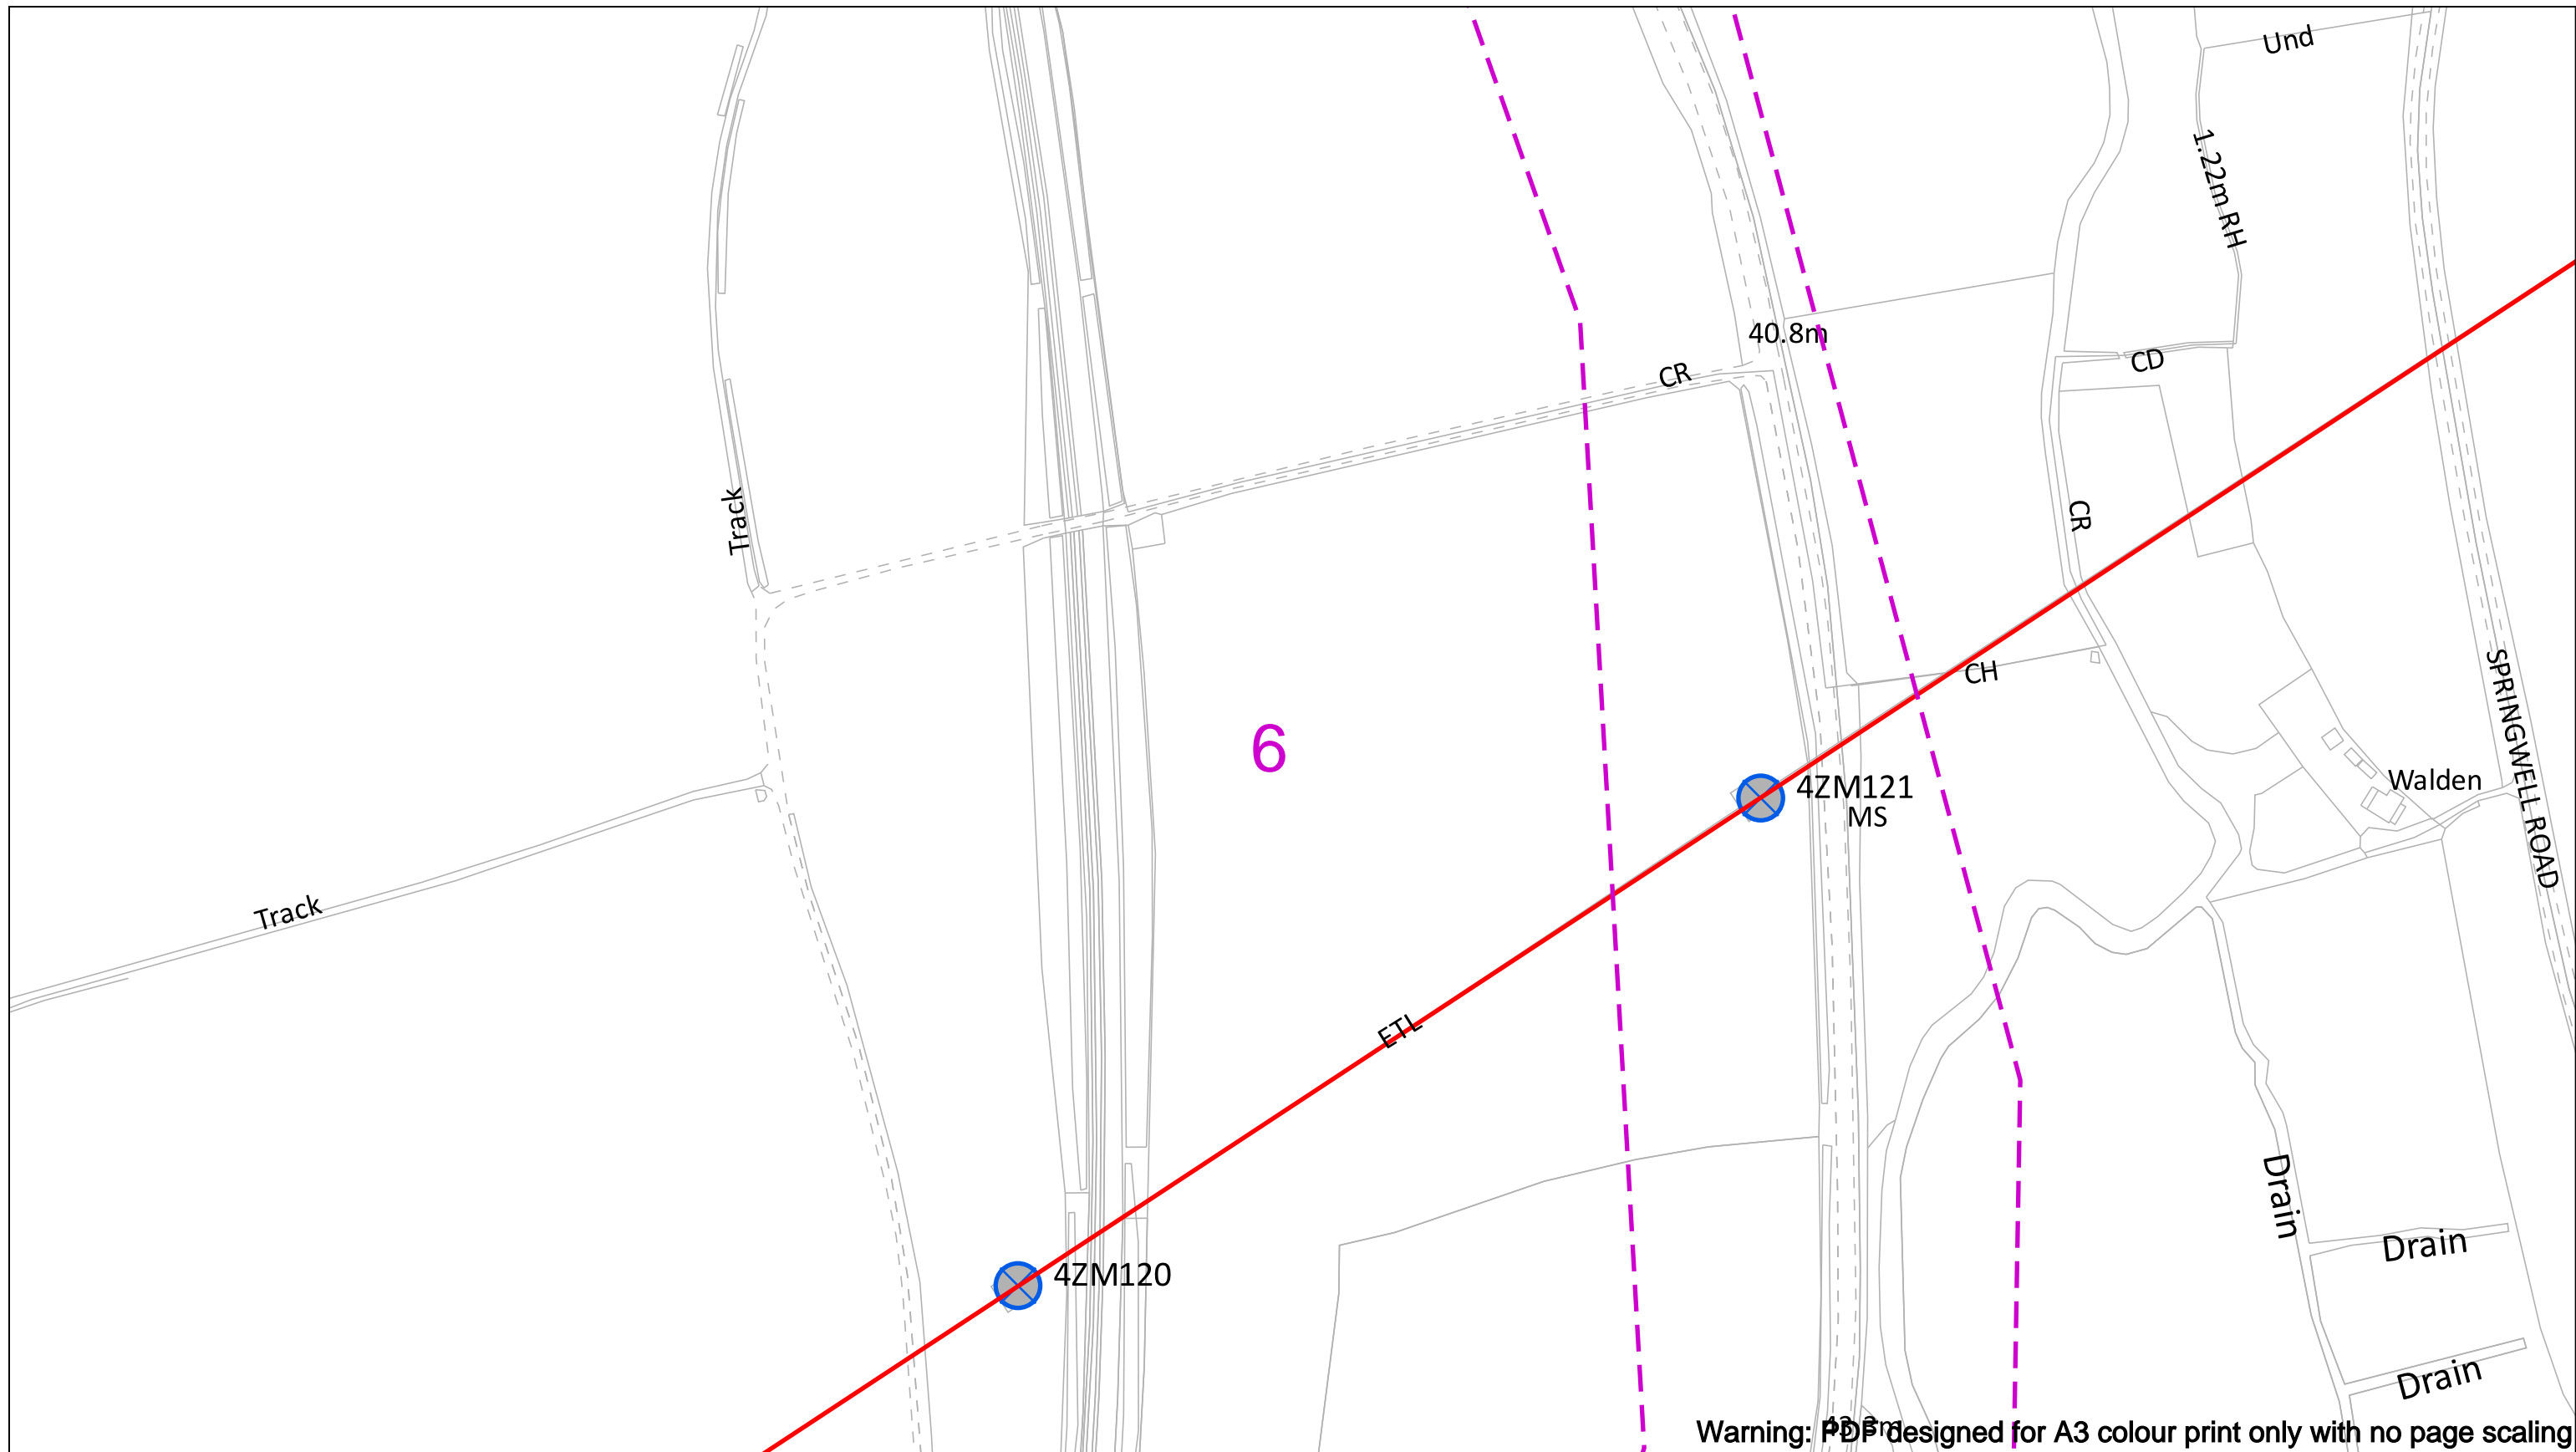 Und
1.22m RH
40.8m
CR
CD
Track
CR
SPRINGWELL ROAD
CH
6
Walden
4ZM121
MS
Track
ETL
Drain
Drain
4ZM120
Drain
Warning: PDF designed for A3 colour print only with no page scaling